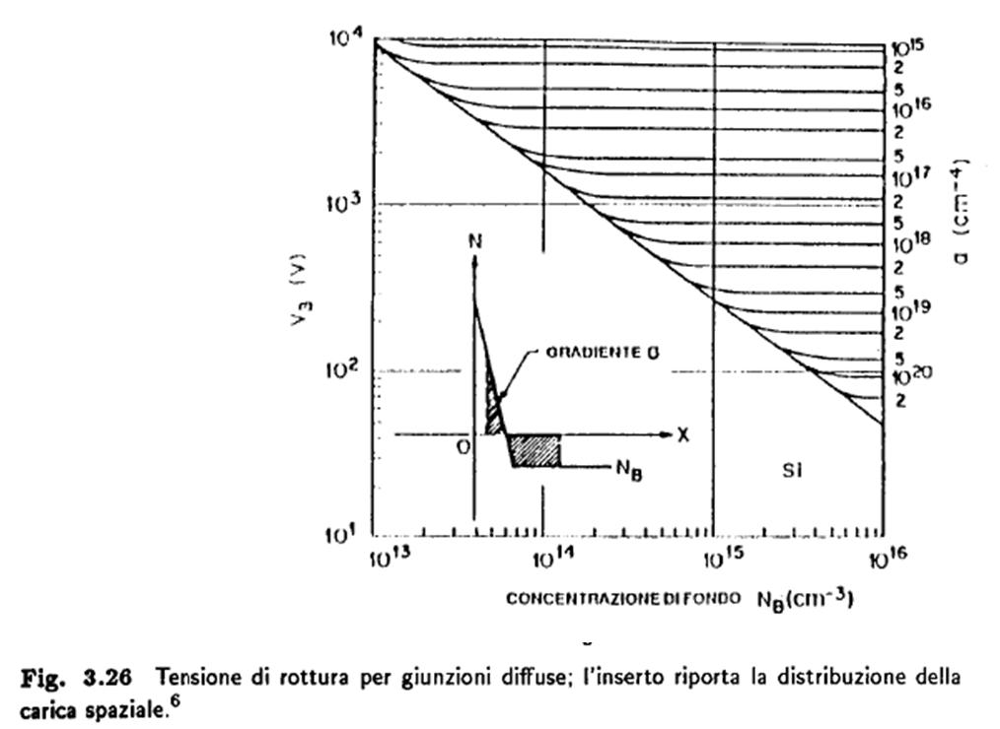 10⁴
10³
10²
10¹
V₃ (V)
10¹⁵
2
5
10¹⁶
2
5
10¹⁷
2
5
10¹⁸
2
5
10¹⁹
2
5
10²⁰
2
a (cm⁻⁴)
N
GRADIENTE a
O
X
N_B
Si
10¹³ 10¹⁴ 10¹⁵ 10¹⁶
CONCENTRAZIONE DI FONDO N_B (cm⁻³)
Fig. 3.26 Tensione di rottura per giunzioni diffuse; l'inserto riporta la distribuzione della
carica spaziale.⁶